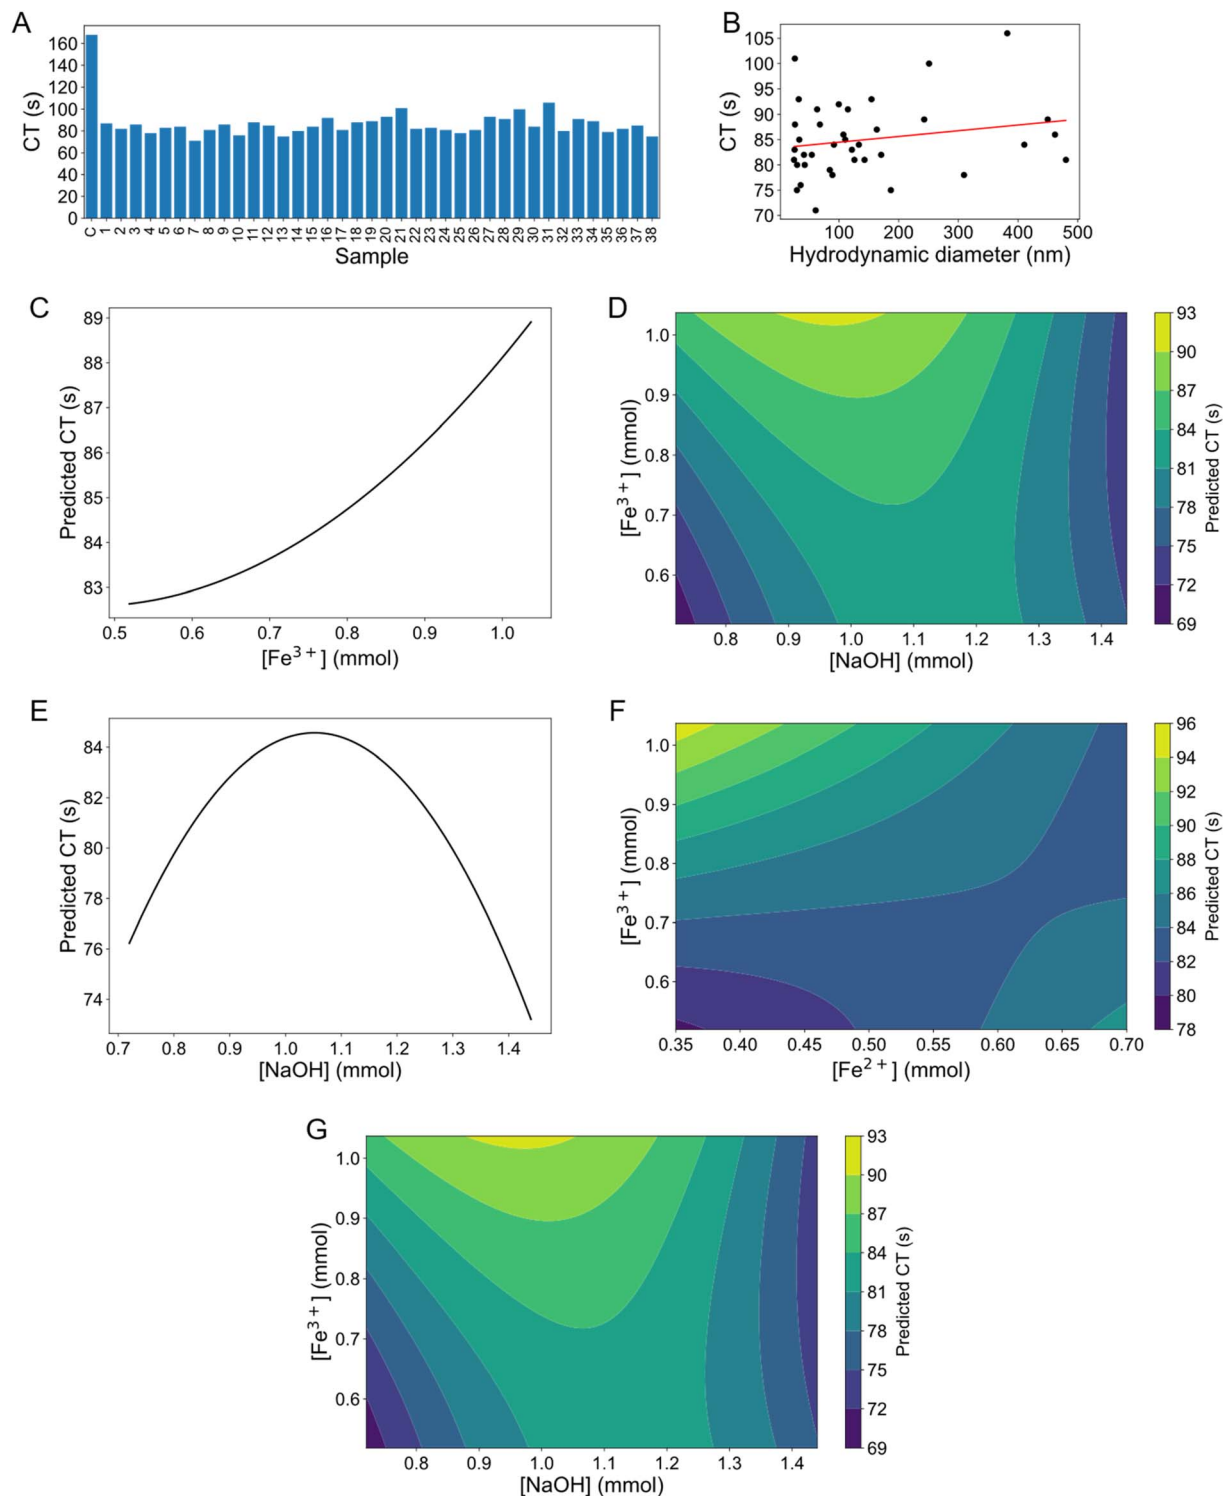 A
CT (s)
160
140
120
100
80
60
40
20
0
C 1 2 3 4 5 6 7 8 9 10 11 12 13 14 15 16 17 18 19 20 21 22 23 24 25 26 27 28 29 30 31 32 33 34 35 36 37 38
Sample
B
CT (s)
105
100
95
90
85
80
75
70
100 200 300 400 500
Hydrodynamic diameter (nm)
C
Predicted CT (s)
89
88
87
86
85
84
83
0.5 0.6 0.7 0.8 0.9 1.0
[Fe³⁺] (mmol)
D
[Fe³⁺] (mmol)
1.0
0.9
0.8
0.7
0.6
0.8 0.9 1.0 1.1 1.2 1.3 1.4
[NaOH] (mmol)
93
90
87
84
81
78
75
72
69
Predicted CT (s)
E
Predicted CT (s)
84
82
80
78
76
74
0.7 0.8 0.9 1.0 1.1 1.2 1.3 1.4
[NaOH] (mmol)
F
[Fe³⁺] (mmol)
1.0
0.9
0.8
0.7
0.6
0.35 0.40 0.45 0.50 0.55 0.60 0.65 0.70
[Fe²⁺] (mmol)
96
94
92
90
88
86
84
82
80
78
Predicted CT (s)
G
[Fe³⁺] (mmol)
1.0
0.9
0.8
0.7
0.6
0.8 0.9 1.0 1.1 1.2 1.3 1.4
[NaOH] (mmol)
93
90
87
84
81
78
75
72
69
Predicted CT (s)